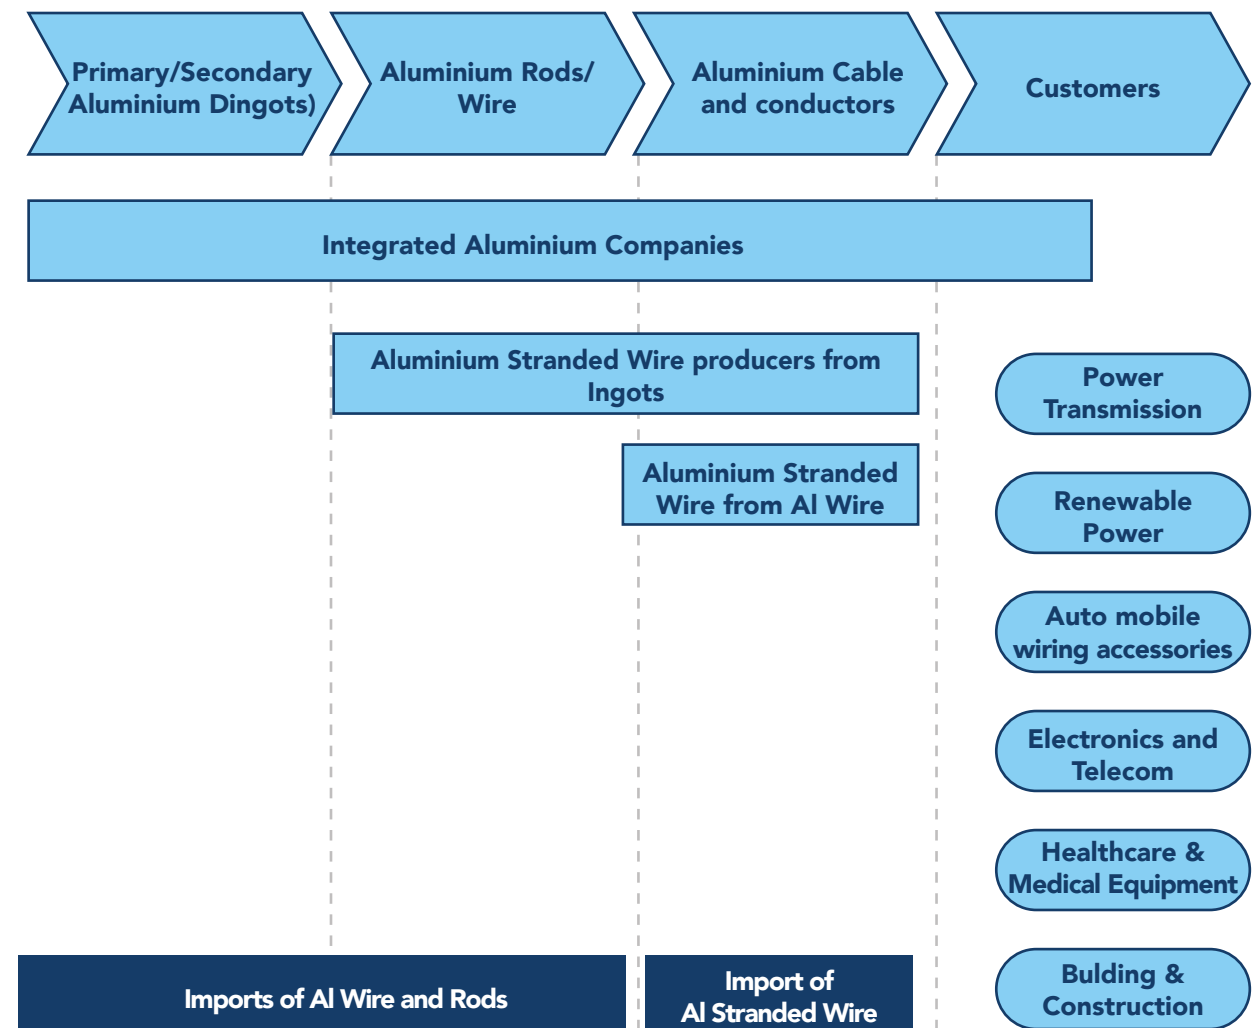 Primary/Secondary
Aluminium Dingots)
Aluminium Rods/
Wire
Aluminium Cable
and conductors
Customers
Integrated Aluminium Companies
Aluminium Stranded Wire producers from
Ingots
Aluminium Stranded
Wire from Al Wire
Power
Transmission
Renewable
Power
Auto mobile
wiring accessories
Electronics and
Telecom
Healthcare &
Medical Equipment
Bulding &
Construction
Imports of Al Wire and Rods
Import of
Al Stranded Wire